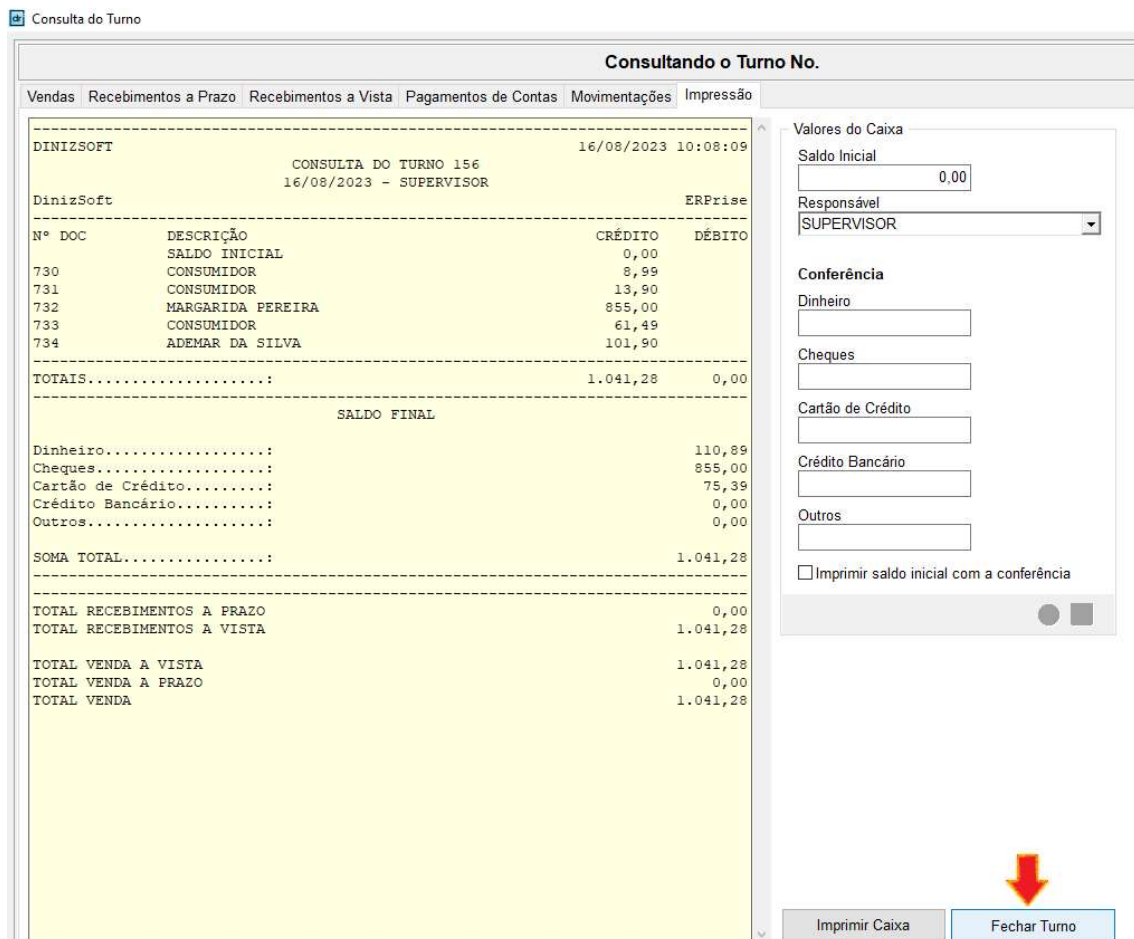 dr Consulta do Turno
Consultando o Turno No.
Vendas Recebimentos a Prazo Recebimentos a Vista Pagamentos de Contas Movimentações Impressão
--------------------------------------------------------------------------------
DINIZSOFT 16/08/2023 10:08:09
CONSULTA DO TURNO 156
16/08/2023 - SUPERVISOR
DinizSoft ERPrise
--------------------------------------------------------------------------------
Nº DOC DESCRIÇÃO CRÉDITO DÉBITO
SALDO INICIAL 0,00
730 CONSUMIDOR 8,99
731 CONSUMIDOR 13,90
732 MARGARIDA PEREIRA 855,00
733 CONSUMIDOR 61,49
734 ADEMAR DA SILVA 101,90
--------------------------------------------------------------------------------
TOTAIS....................: 1.041,28 0,00
--------------------------------------------------------------------------------
SALDO FINAL
Dinheiro..................: 110,89
Cheques...................: 855,00
Cartão de Crédito.........: 75,39
Crédito Bancário..........: 0,00
Outros....................: 0,00
SOMA TOTAL................: 1.041,28
--------------------------------------------------------------------------------
--------------------------------------------------------------------------------
TOTAL RECEBIMENTOS A PRAZO 0,00
TOTAL RECEBIMENTOS A VISTA 1.041,28
TOTAL VENDA A VISTA 1.041,28
TOTAL VENDA A PRAZO 0,00
TOTAL VENDA 1.041,28
Valores do Caixa
Saldo Inicial
0,00
Responsável
SUPERVISOR
Conferência
Dinheiro
Cheques
Cartão de Crédito
Crédito Bancário
Outros
Imprimir saldo inicial com a conferência
Imprimir Caixa Fechar Turno